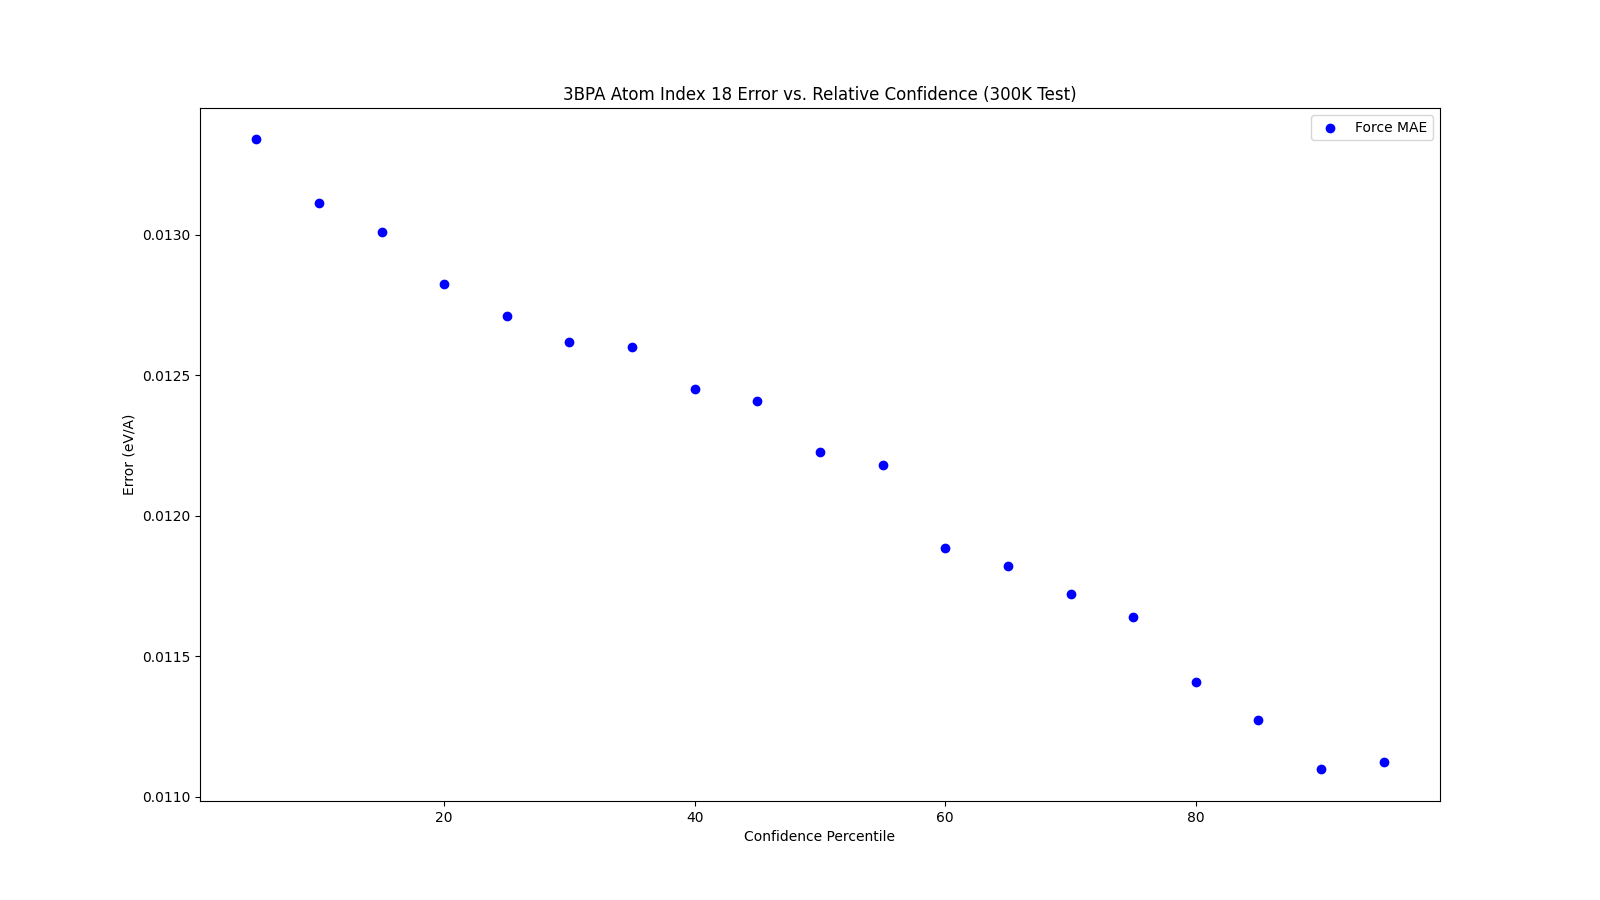 3BPA Atom Index 18 Error vs. Relative Confidence (300K Test)
Force MAE
0.0130
0.0125
0.0120
0.0115
0.0110
Error (eV/A)
20 40 60 80
Confidence Percentile